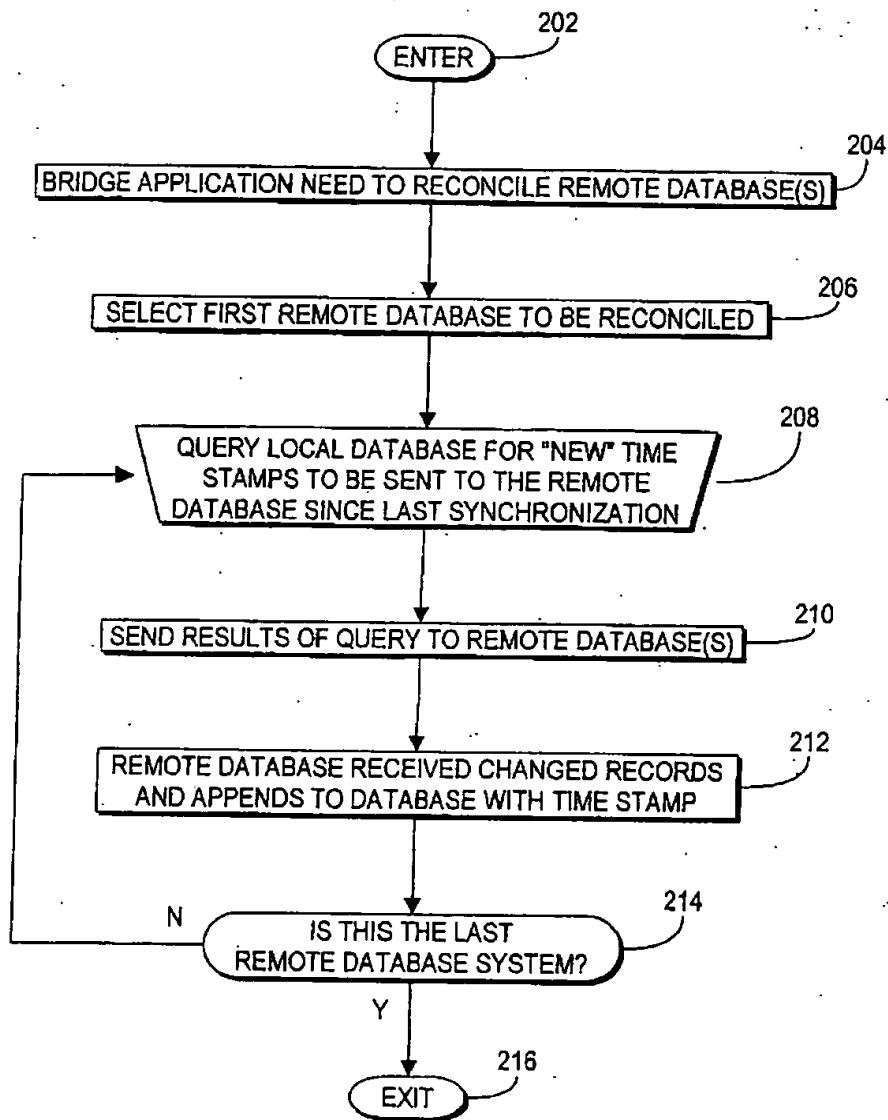 202
ENTER
204
BRIDGE APPLICATION NEED TO RECONCILE REMOTE DATABASE(S)
206
SELECT FIRST REMOTE DATABASE TO BE RECONCILED
208
QUERY LOCAL DATABASE FOR "NEW" TIME
STAMPS TO BE SENT TO THE REMOTE
DATABASE SINCE LAST SYNCHRONIZATION
210
SEND RESULTS OF QUERY TO REMOTE DATABASE(S)
212
REMOTE DATABASE RECEIVED CHANGED RECORDS
AND APPENDS TO DATABASE WITH TIME STAMP
214
N
IS THIS THE LAST
REMOTE DATABASE SYSTEM?
Y
216
EXIT